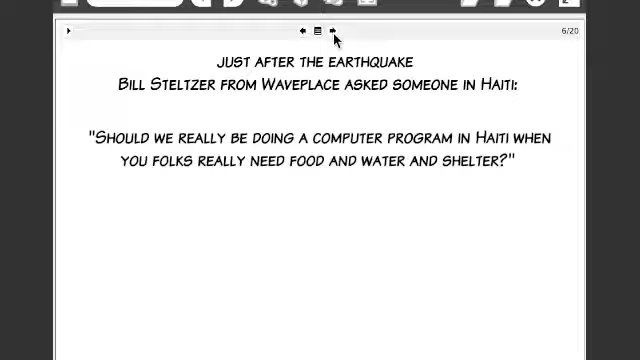 6/20
just after the earthquake
Bill Steltzer from Waveplace asked someone in Haiti:
"Should we really be doing a computer program in Haiti when
you folks really need food and water and shelter?"